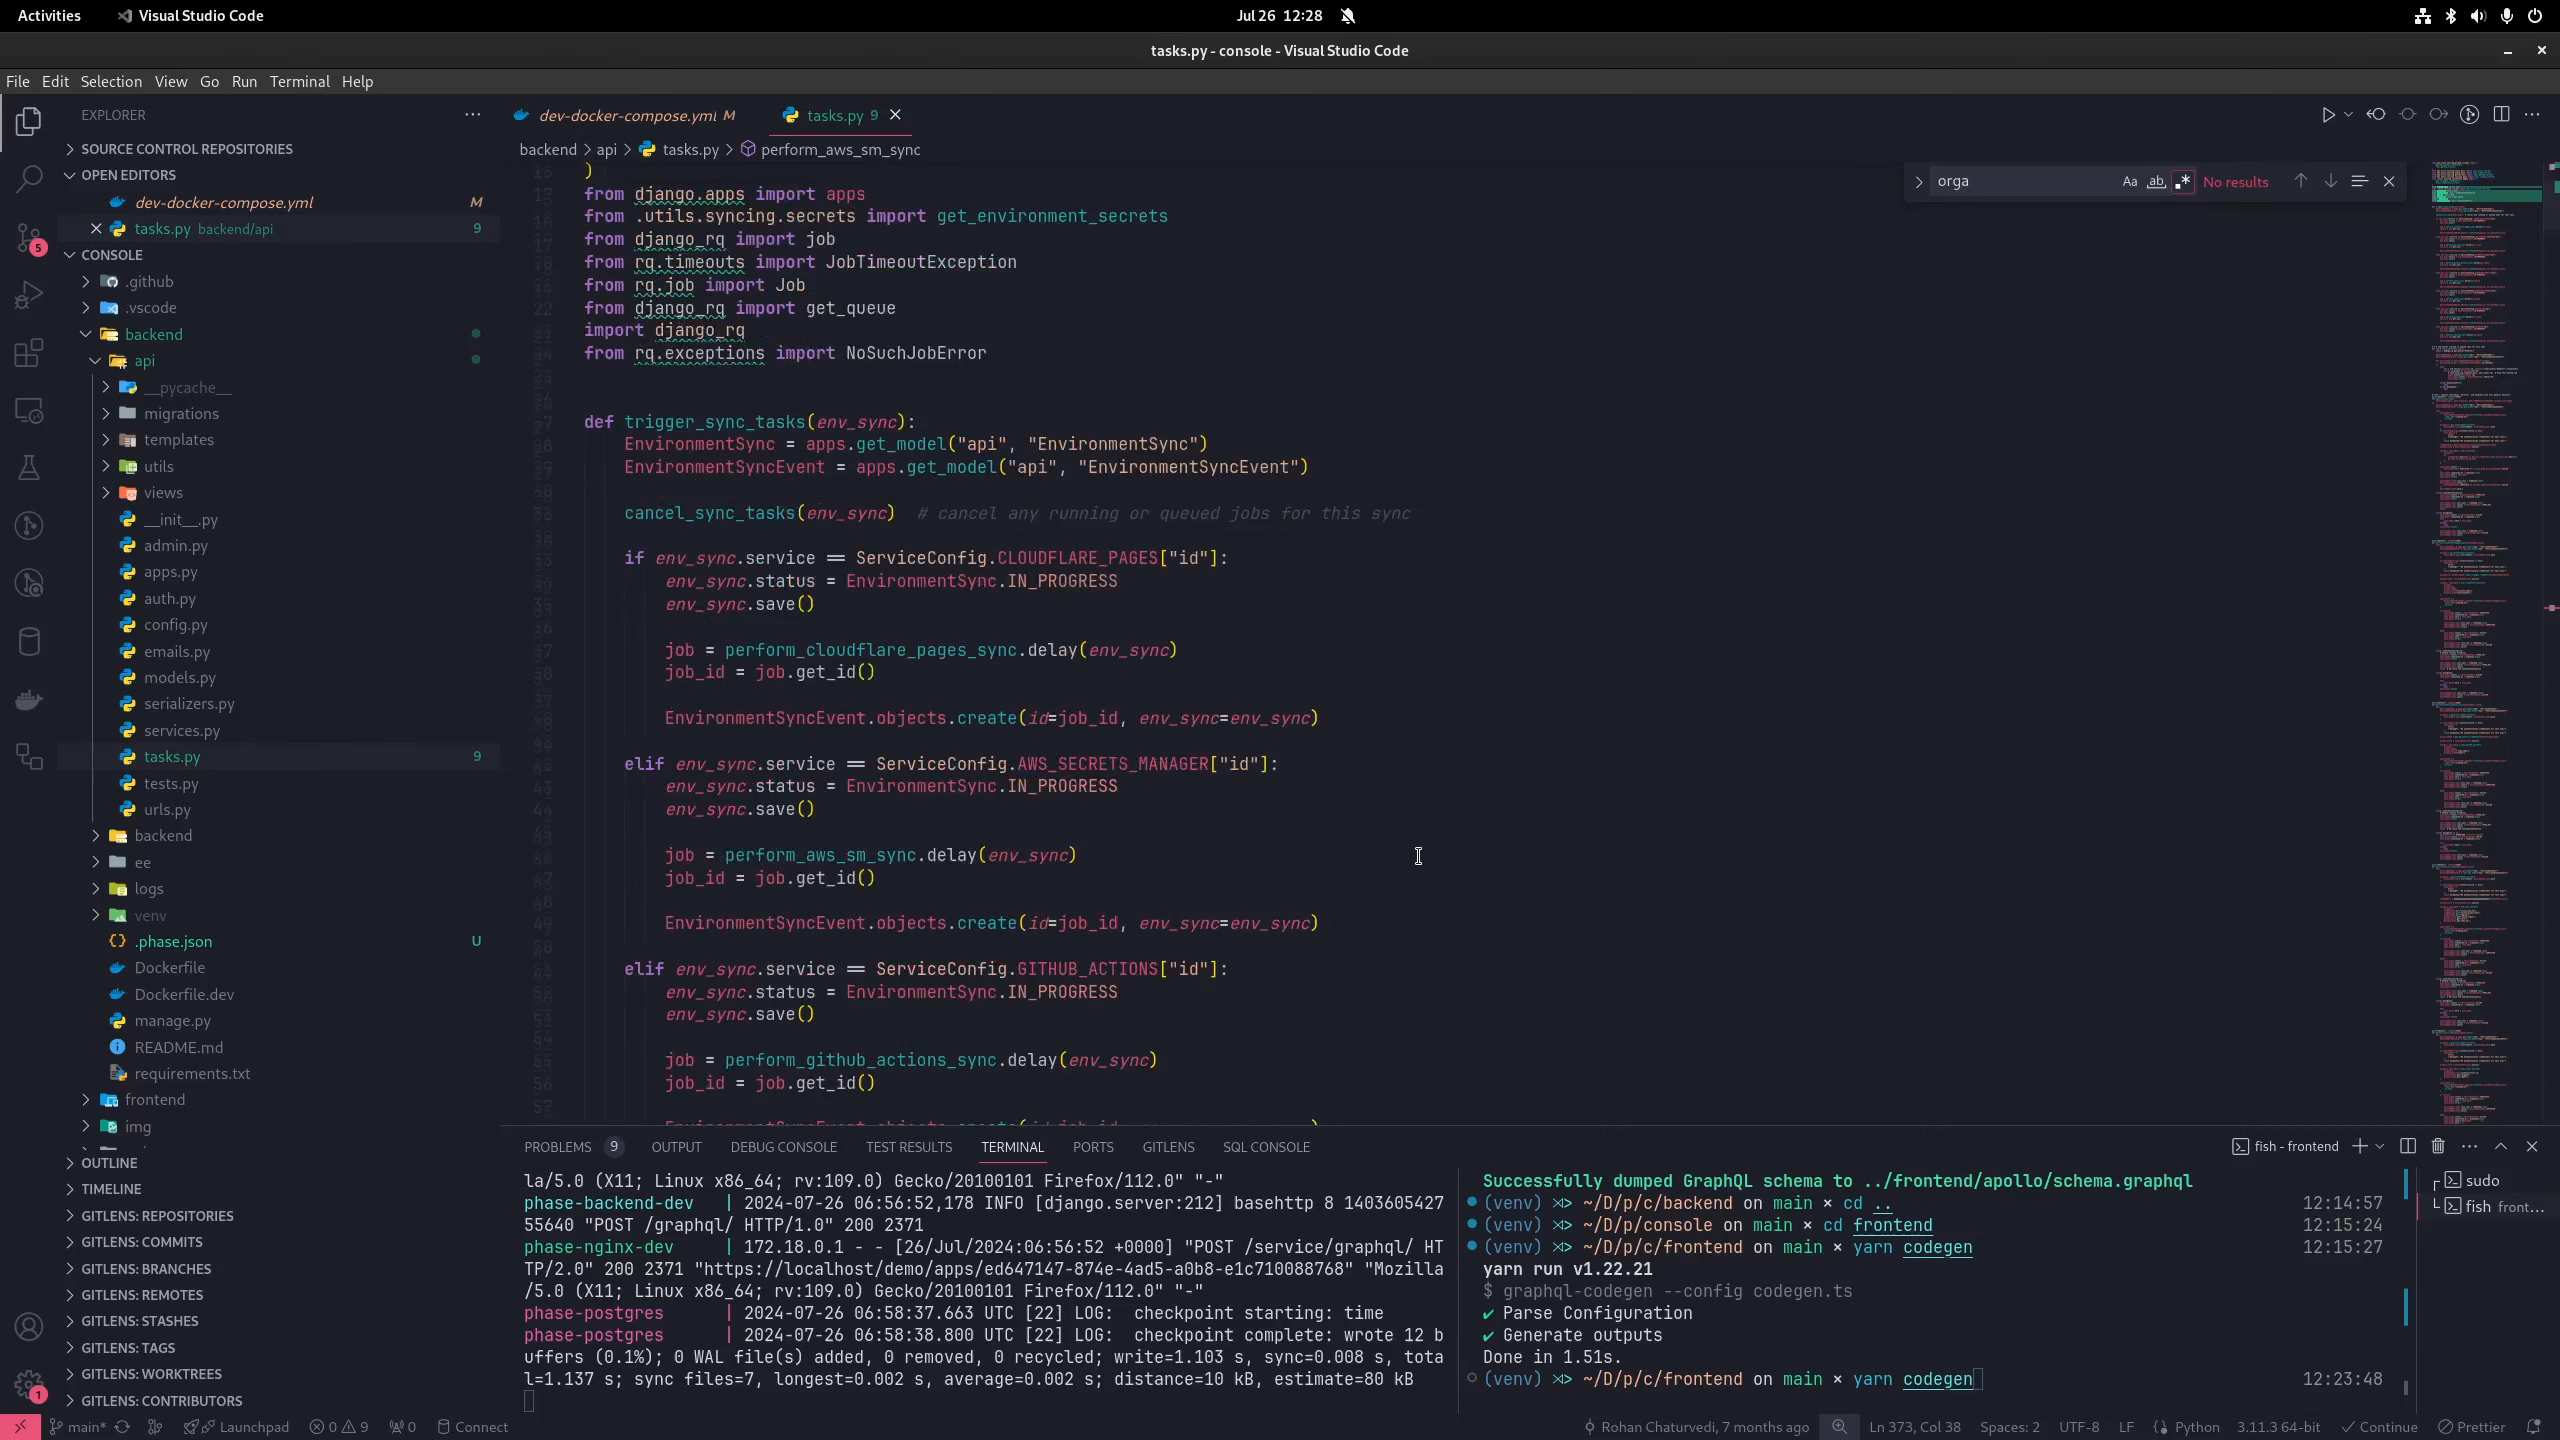 Activities
Visual Studio Code
Jul 26 12:28
tasks.py - console - Visual Studio Code
File Edit Selection View Go Run Terminal Help
EXPLORER
SOURCE CONTROL REPOSITORIES
OPEN EDITORS
dev-docker-compose.yml M
tasks.py backend/api 9
CONSOLE
.github
.vscode
backend
api
__pycache__
migrations
templates
utils
views
__init__.py
admin.py
apps.py
auth.py
config.py
emails.py
models.py
serializers.py
services.py
tasks.py 9
tests.py
urls.py
backend
ee
logs
venv
.phase.json U
Dockerfile
Dockerfile.dev
manage.py
README.md
requirements.txt
frontend
img
OUTLINE
TIMELINE
GITLENS: REPOSITORIES
GITLENS: COMMITS
GITLENS: BRANCHES
GITLENS: REMOTES
GITLENS: STASHES
GITLENS: TAGS
GITLENS: WORKTREES
GITLENS: CONTRIBUTORS
5
1
dev-docker-compose.yml M
tasks.py 9
backend > api > tasks.py > perform_aws_sm_sync
orga Aa ab .* No results
)
from django.apps import apps
from .utils.syncing.secrets import get_environment_secrets
from django_rq import job
from rq.timeouts import JobTimeoutException
from rq.job import Job
from django_rq import get_queue
import django_rq
from rq.exceptions import NoSuchJobError
def trigger_sync_tasks(env_sync):
EnvironmentSync = apps.get_model("api", "EnvironmentSync")
EnvironmentSyncEvent = apps.get_model("api", "EnvironmentSyncEvent")
cancel_sync_tasks(env_sync)  # cancel any running or queued jobs for this sync
if env_sync.service == ServiceConfig.CLOUDFLARE_PAGES["id"]:
env_sync.status = EnvironmentSync.IN_PROGRESS
env_sync.save()
job = perform_cloudflare_pages_sync.delay(env_sync)
job_id = job.get_id()
EnvironmentSyncEvent.objects.create(id=job_id, env_sync=env_sync)
elif env_sync.service == ServiceConfig.AWS_SECRETS_MANAGER["id"]:
env_sync.status = EnvironmentSync.IN_PROGRESS
env_sync.save()
job = perform_aws_sm_sync.delay(env_sync)
job_id = job.get_id()
EnvironmentSyncEvent.objects.create(id=job_id, env_sync=env_sync)
elif env_sync.service == ServiceConfig.GITHUB_ACTIONS["id"]:
env_sync.status = EnvironmentSync.IN_PROGRESS
env_sync.save()
job = perform_github_actions_sync.delay(env_sync)
job_id = job.get_id()
PROBLEMS 9 OUTPUT DEBUG CONSOLE TEST RESULTS TERMINAL PORTS GITLENS SQL CONSOLE
fish - frontend
la/5.0 (X11; Linux x86_64; rv:109.0) Gecko/20100101 Firefox/112.0" "-"
phase-backend-dev | 2024-07-26 06:56:52,178 INFO [django.server:212] basehttp 8 1403605427
55640 "POST /graphql/ HTTP/1.0" 200 2371
phase-nginx-dev | 172.18.0.1 - - [26/Jul/2024:06:56:52 +0000] "POST /service/graphql/ HT
TP/2.0" 200 2371 "https://localhost/demo/apps/ed647147-874e-4ad5-a0b8-e1c710088768" "Mozilla
/5.0 (X11; Linux x86_64; rv:109.0) Gecko/20100101 Firefox/112.0" "-"
phase-postgres | 2024-07-26 06:58:37.663 UTC [22] LOG:  checkpoint starting: time
phase-postgres | 2024-07-26 06:58:38.800 UTC [22] LOG:  checkpoint complete: wrote 12 b
uffers (0.1%); 0 WAL file(s) added, 0 removed, 0 recycled; write=1.103 s, sync=0.008 s, tota
l=1.137 s; sync files=7, longest=0.002 s, average=0.002 s; distance=10 kB, estimate=80 kB
Successfully dumped GraphQL schema to ../frontend/apollo/schema.graphql
(venv) ⋊> ~/D/p/c/backend on main × cd .. 12:14:57
(venv) ⋊> ~/D/p/console on main × cd frontend 12:15:24
(venv) ⋊> ~/D/p/c/frontend on main × yarn codegen 12:15:27
yarn run v1.22.21
$ graphql-codegen --config codegen.ts
✔ Parse Configuration
✔ Generate outputs
Done in 1.51s.
(venv) ⋊> ~/D/p/c/frontend on main × yarn codegen 12:23:48
sudo
fish front...
main* Launchpad 0 9 0 Connect
Rohan Chaturvedi, 7 months ago Ln 373, Col 38 Spaces: 2 UTF-8 LF Python 3.11.3 64-bit Continue Prettier